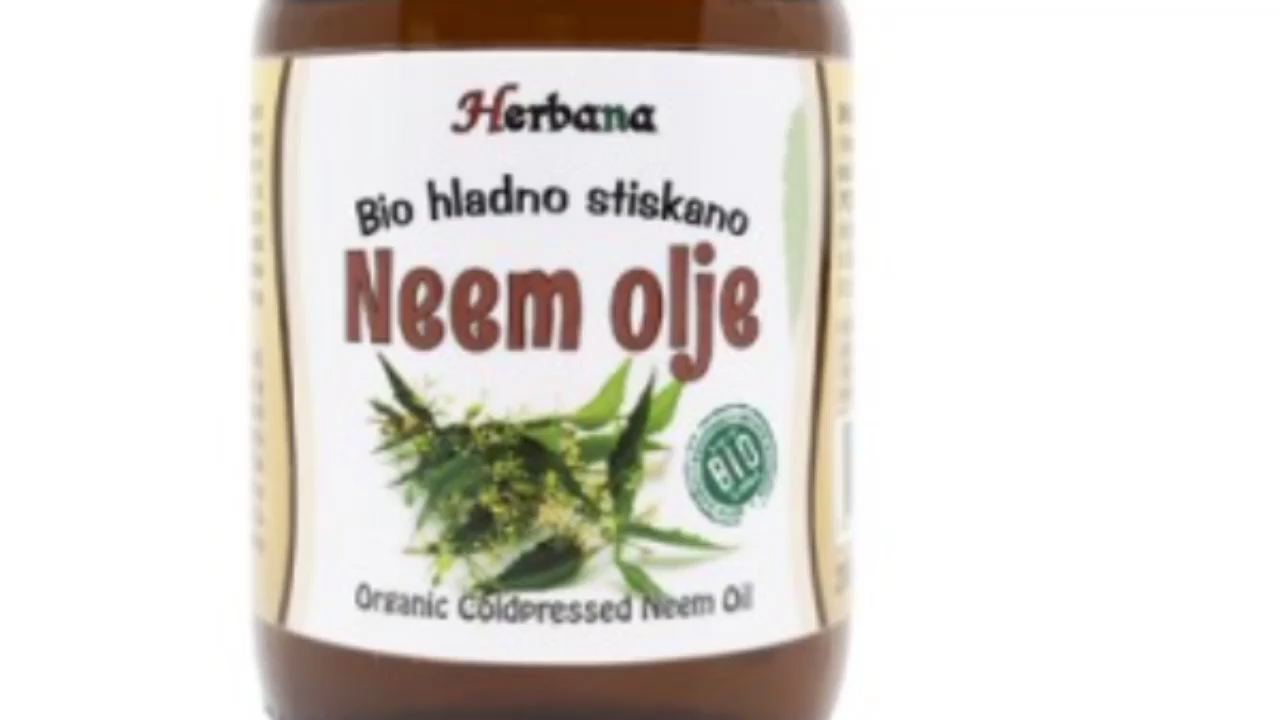 Herbana
Bio hladno stiskano
Neem olje
BIO
Organic Coldpressed Neem Oil